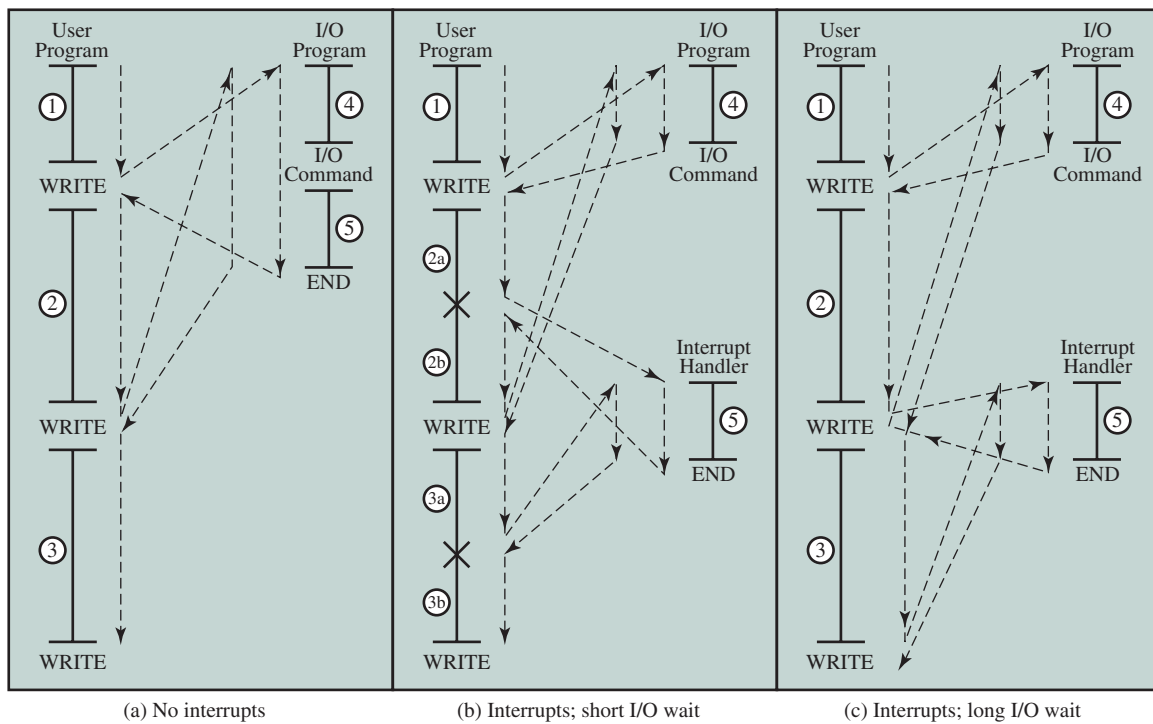 User
Program
1
WRITE
2
WRITE
3
WRITE
I/O
Program
4
I/O
Command
5
END
(a) No interrupts
User
Program
1
WRITE
2a
2b
WRITE
3a
3b
WRITE
I/O
Program
4
I/O
Command
Interrupt
Handler
5
END
(b) Interrupts; short I/O wait
User
Program
1
WRITE
2
WRITE
3
WRITE
I/O
Program
4
I/O
Command
Interrupt
Handler
5
END
(c) Interrupts; long I/O wait